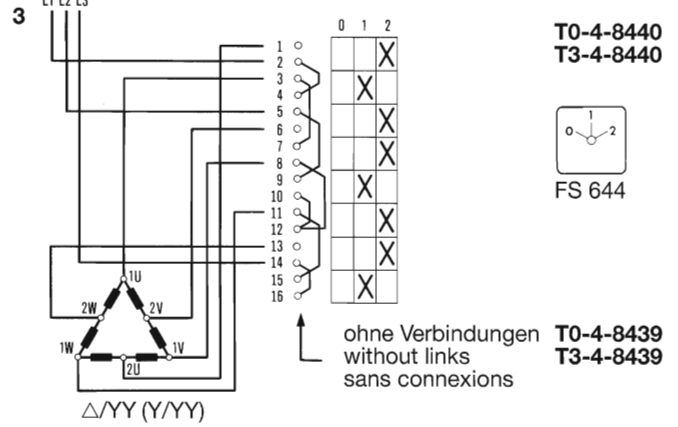 3
L1 L2 L3
0 1 2
1
2 X
3
4 X
5
6 X
7
8 X
9
10 X
11
12 X
13
14 X
15
16 X
1U
2W 2V
1W 1V
2U
△/YY (Y/YY)
T0-4-8440
T3-4-8440
1
0 2
FS 644
ohne Verbindungen T0-4-8439
without links T3-4-8439
sans connexions